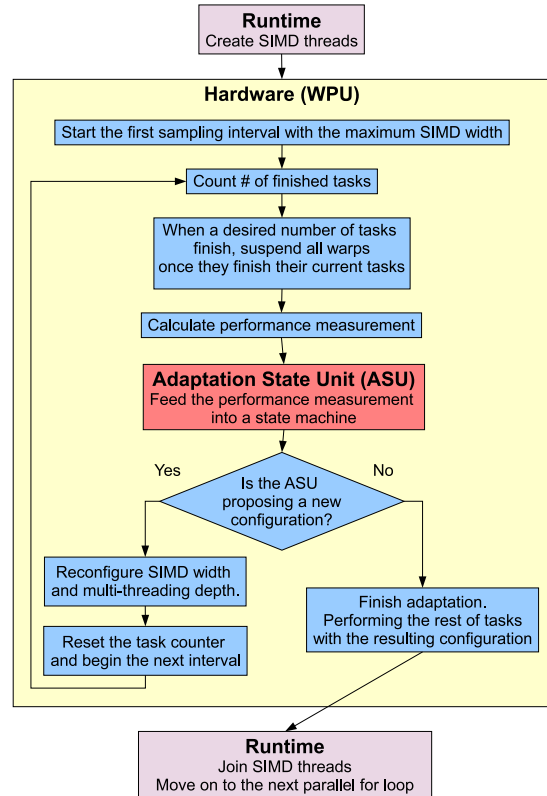 Runtime
Create SIMD threads
Hardware (WPU)
Start the first sampling interval with the maximum SIMD width
Count # of finished tasks
When a desired number of tasks
finish, suspend all warps
once they finish their current tasks
Calculate performance measurement
Adaptation State Unit (ASU)
Feed the performance measurement
into a state machine
Yes
No
Is the ASU
proposing a new
configuration?
Reconfigure SIMD width
and multi-threading depth.
Reset the task counter
and begin the next interval
Finish adaptation.
Performing the rest of tasks
with the resulting configuration
Runtime
Join SIMD threads
Move on to the next parallel for loop